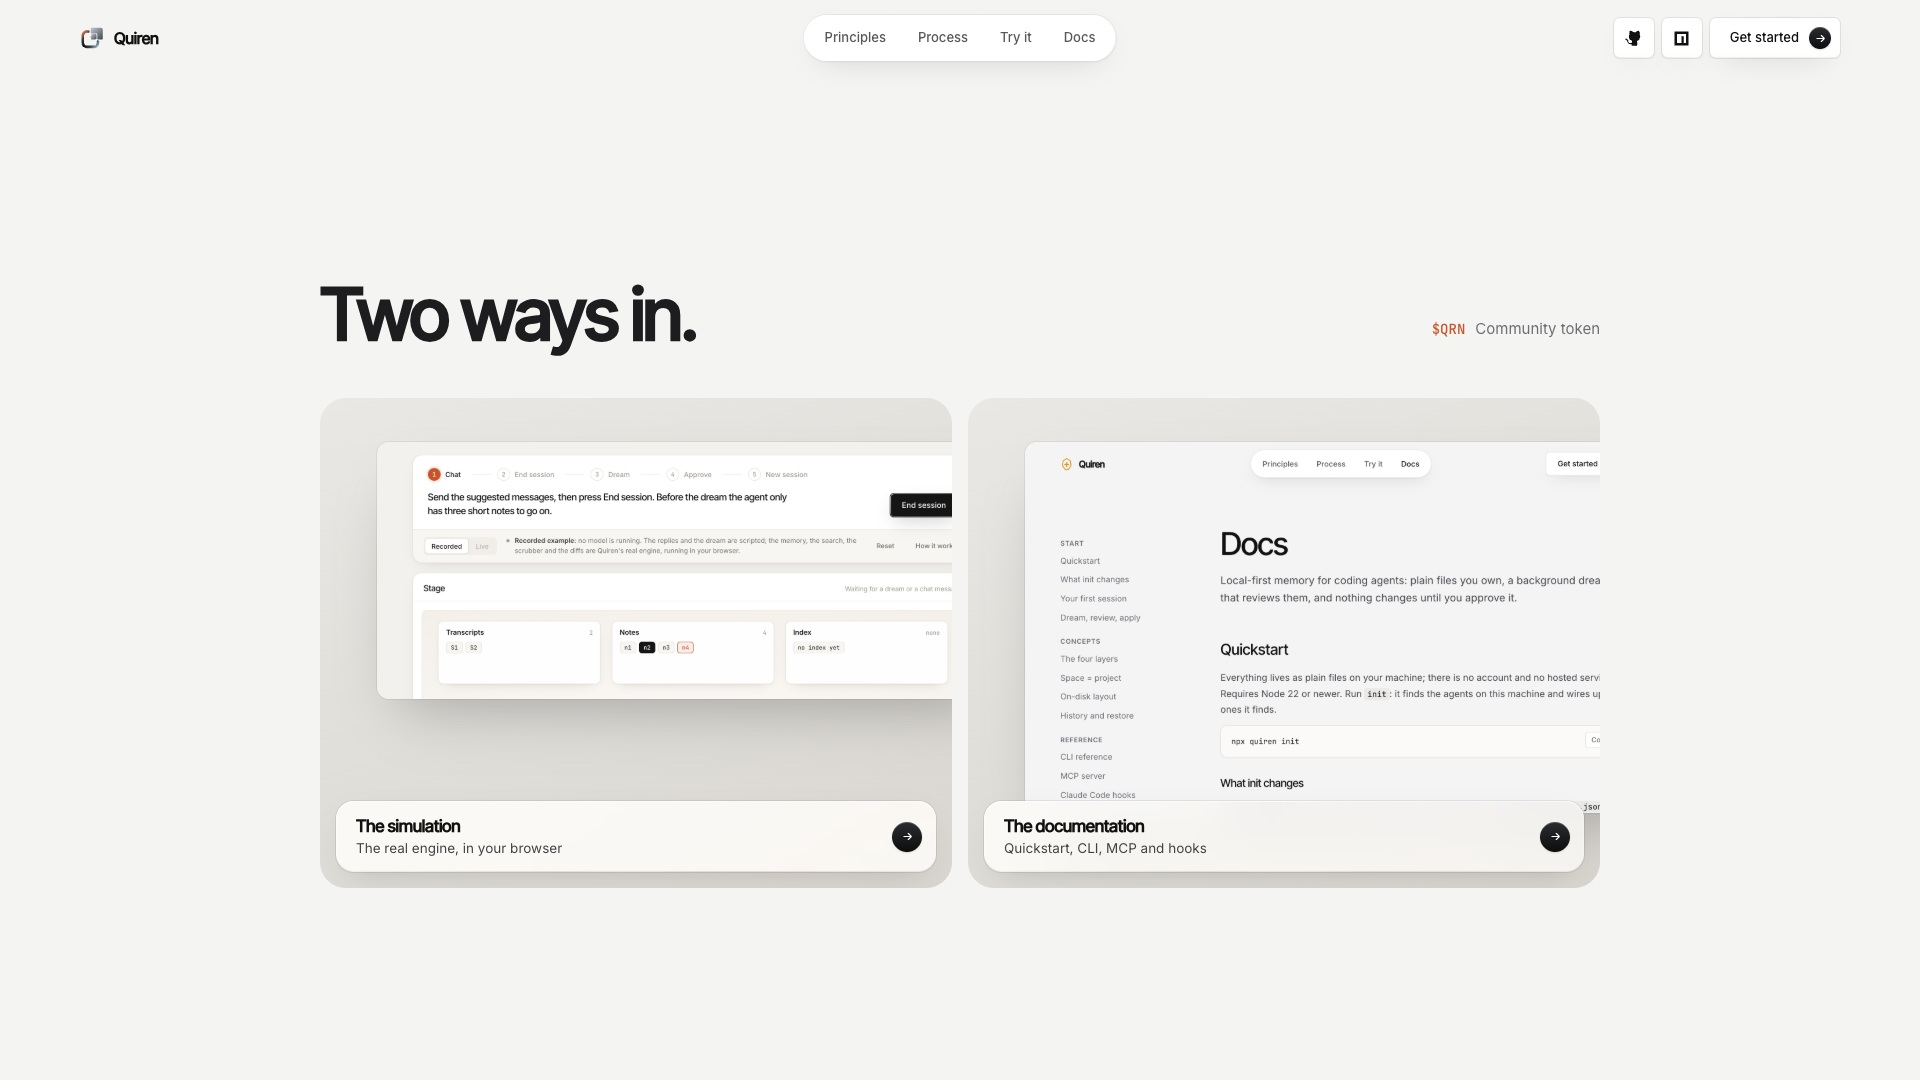 Quiren
Principles
Process
Try it
Docs
Get started
Two ways in.
$QRN Community token
1 Chat
2 End session
3 Dream
4 Approve
5 New session
Send the suggested messages, then press End session. Before the dream the agent only
has three short notes to go on.
End session
Recorded
Live
Recorded example: no model is running. The replies and the dream are scripted; the memory, the search, the
scrubber and the diffs are Quiren's real engine, running in your browser.
Reset
How it work
Stage
Waiting for a dream or a chat mess
Transcripts 2
S1 S2
Notes 4
n1 n2 n3 n4
Index none
no index yet
The simulation
The real engine, in your browser
Quiren
Principles
Process
Try it
Docs
Get started
START
Quickstart
What init changes
Your first session
Dream, review, apply
CONCEPTS
The four layers
Space = project
On-disk layout
History and restore
REFERENCE
CLI reference
MCP server
Claude Code hooks
Docs
Local-first memory for coding agents: plain files you own, a background drea
that reviews them, and nothing changes until you approve it.
Quickstart
Everything lives as plain files on your machine; there is no account and no hosted servi
Requires Node 22 or newer. Run init: it finds the agents on this machine and wires up
ones it finds.
npx quiren init
Co
What init changes
.json
The documentation
Quickstart, CLI, MCP and hooks